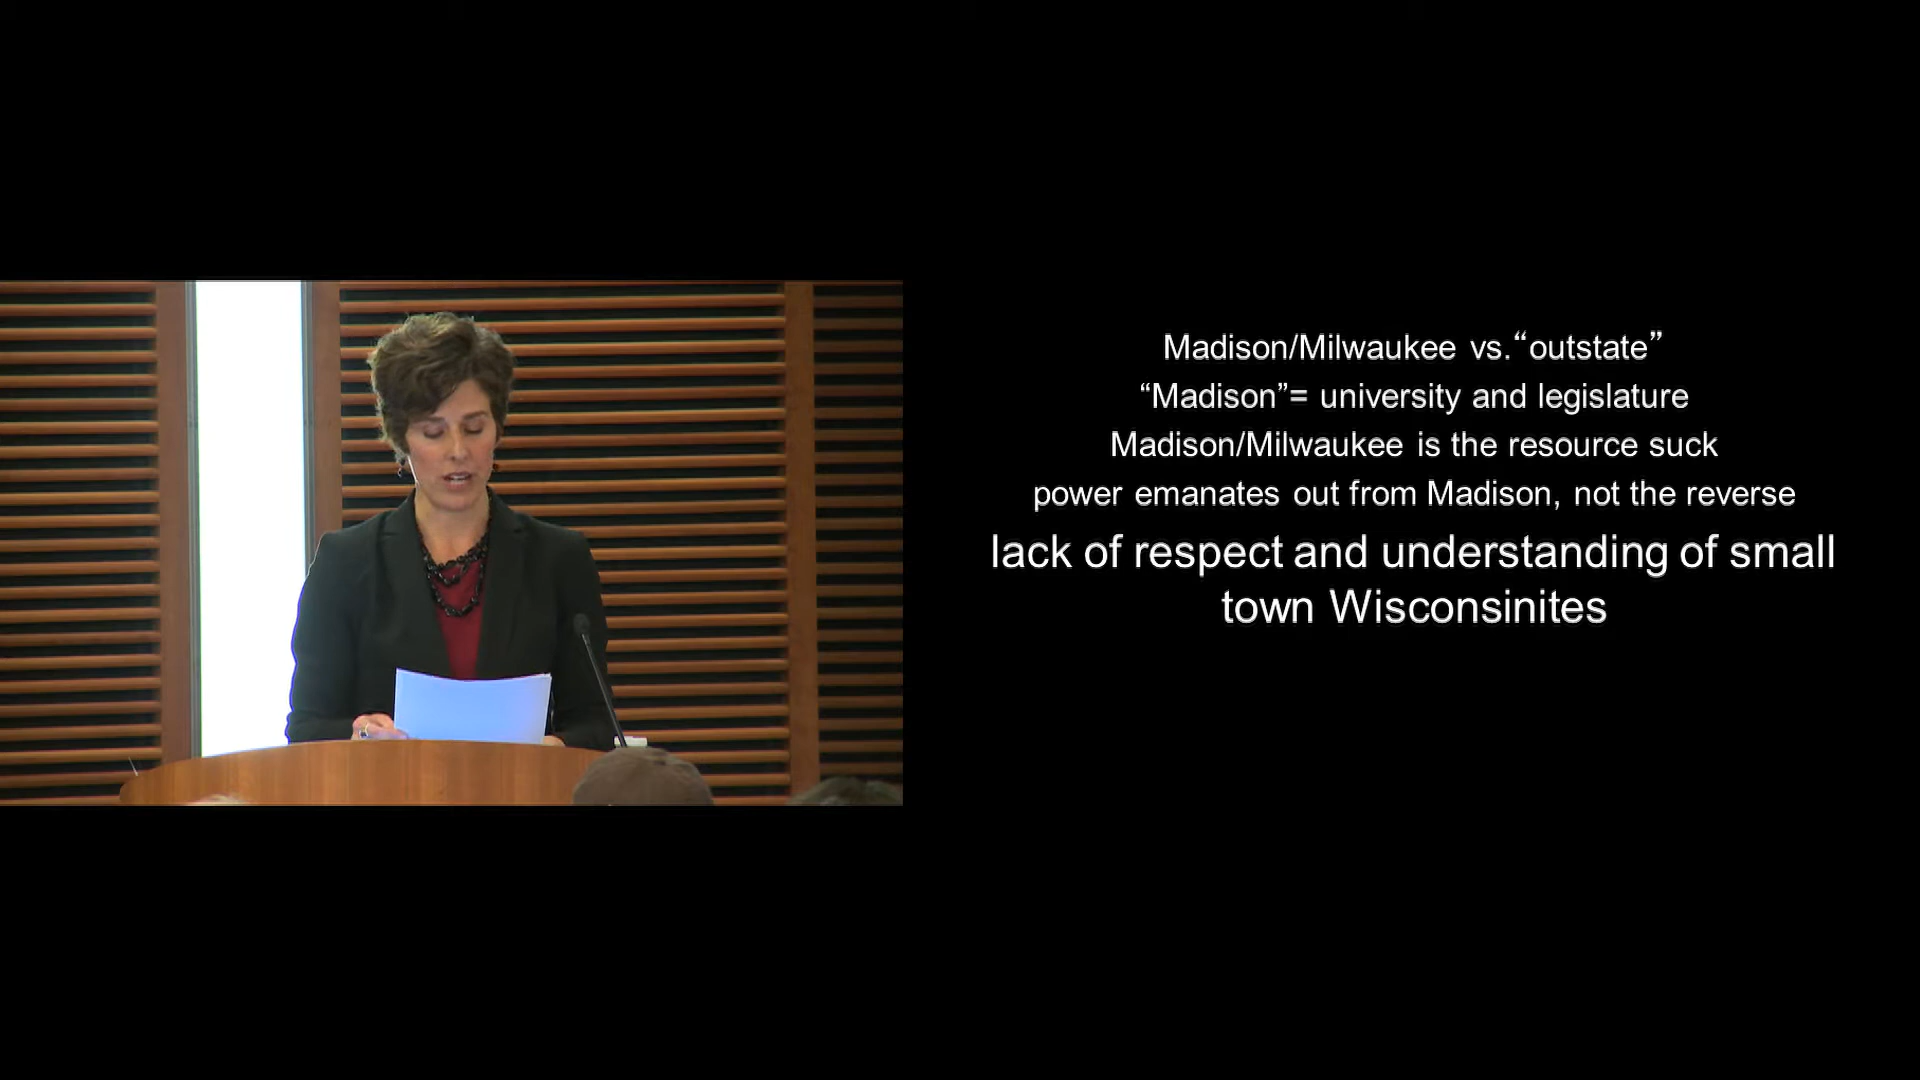 Madison/Milwaukee vs.“outstate”
“Madison”= university and legislature
Madison/Milwaukee is the resource suck
power emanates out from Madison, not the reverse
lack of respect and understanding of small
town Wisconsinites